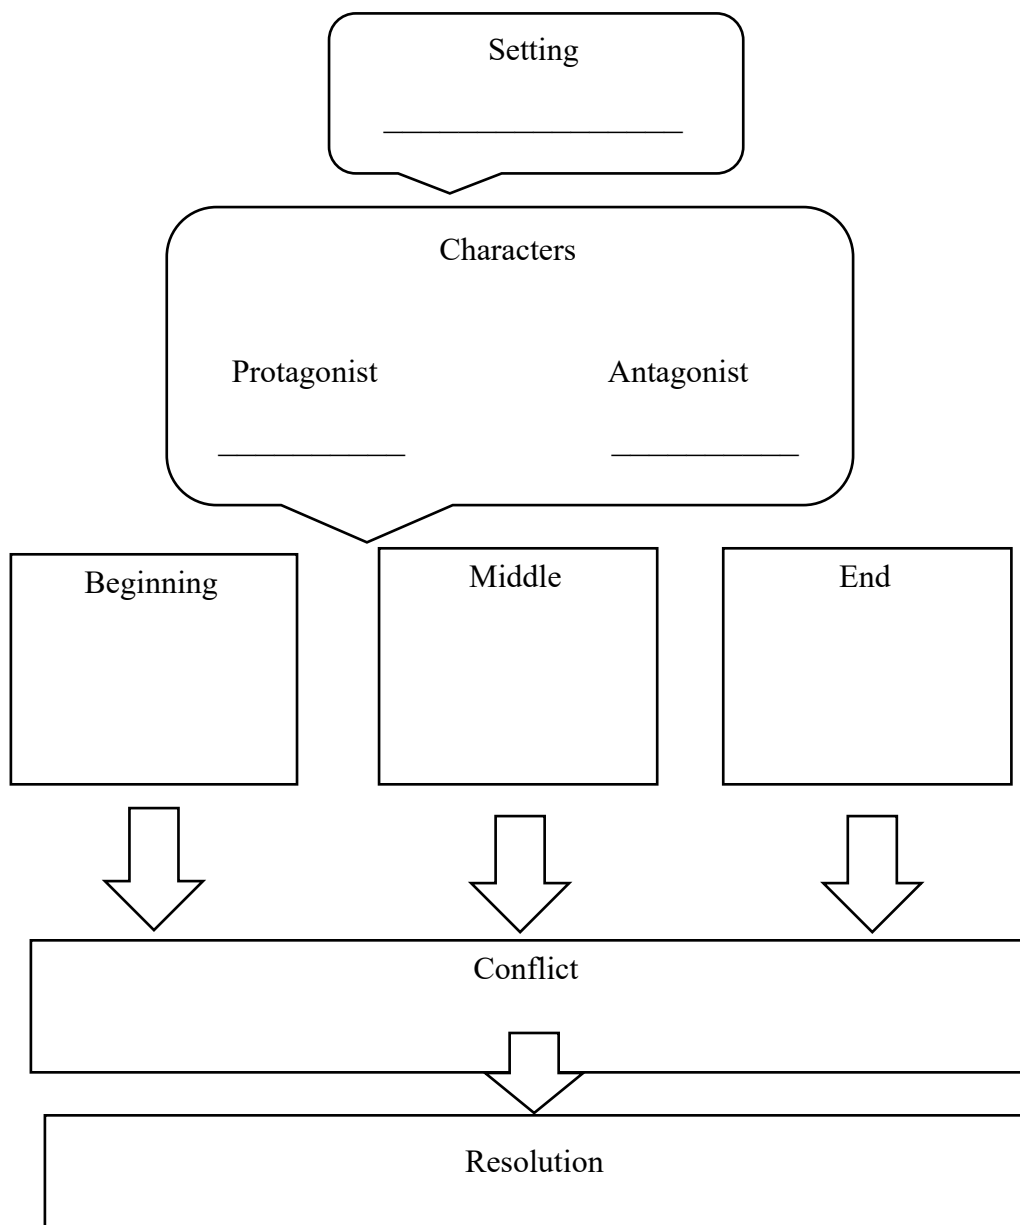 Setting
Characters
Protagonist Antagonist
Beginning Middle End
Conflict
Resolution